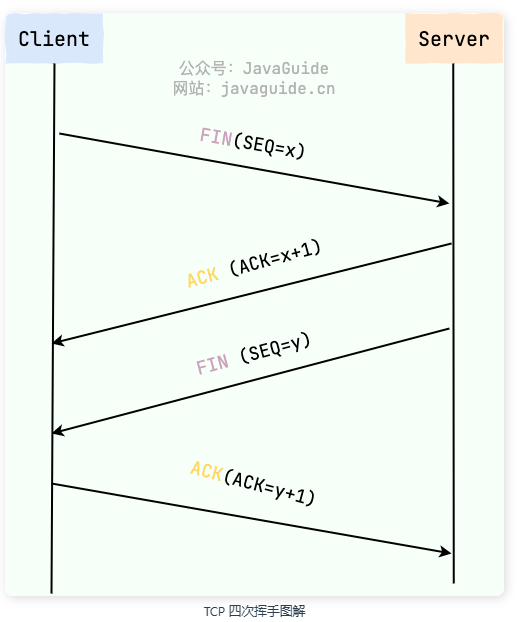 Client
Server
公众号：JavaGuide
网站：javaguide.cn
FIN(SEQ=x)
ACK (ACK=x+1)
FIN (SEQ=y)
ACK(ACK=y+1)
TCP 四次挥手图解